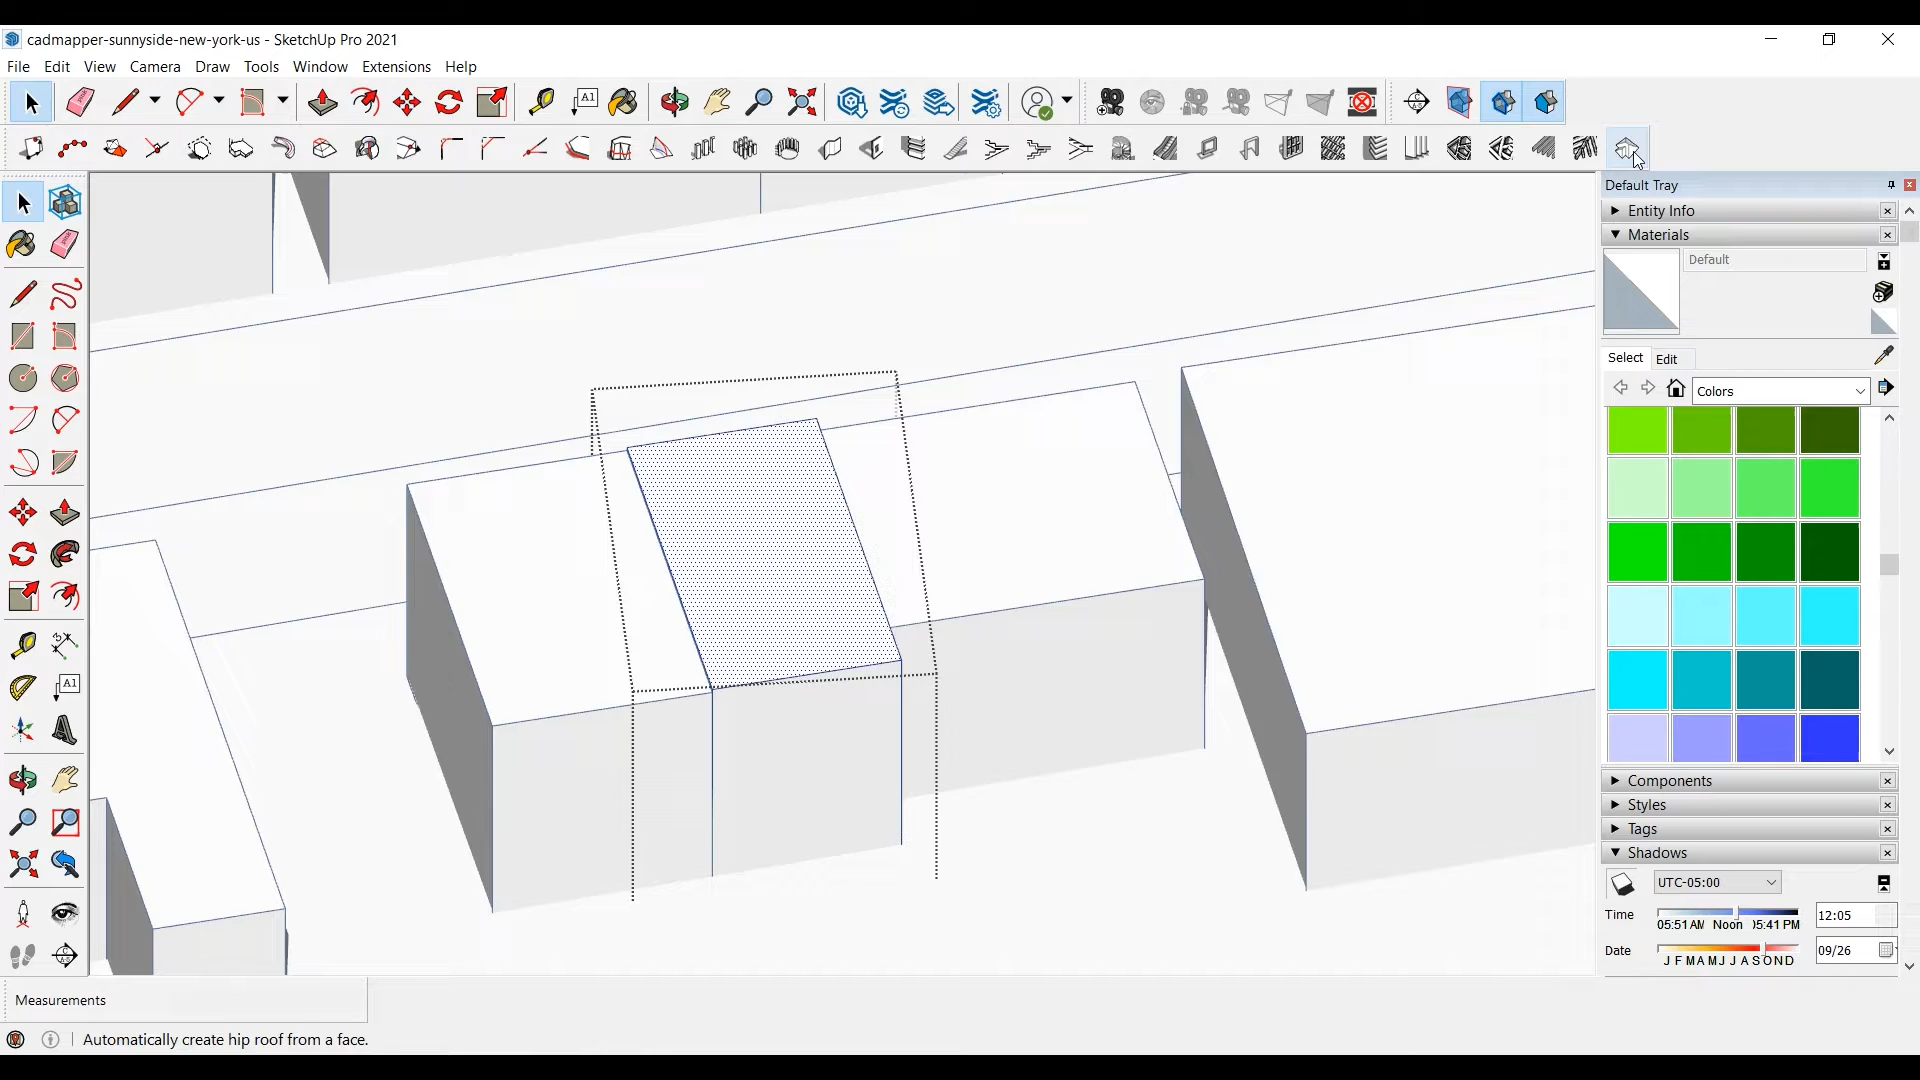 cadmapper-sunnyside-new-york-us - SketchUp Pro 2021
File Edit View Camera Draw Tools Window Extensions Help
Default Tray
Entity Info
Materials
Default
Select Edit
Colors
Components
Styles
Tags
Shadows
UTC-05:00
Time 12:05
05:51 AM Noon 05:41 PM
Date 09/26
J F M A M J J A S O N D
A1
A1
Measurements
Automatically create hip roof from a face.